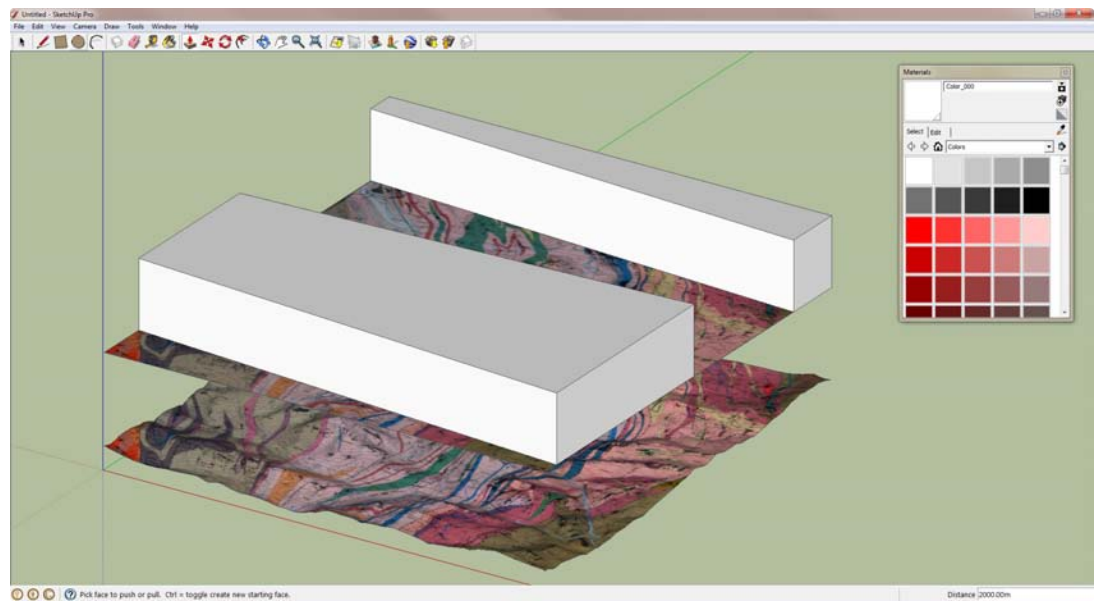 Untitled - SketchUp Pro
File Edit View Camera Draw Tools Window Help
Materials
Color_000
Select Edit
Colors
Pick face to push or pull. Ctrl = toggle create new starting face.
Distance 2000.00m